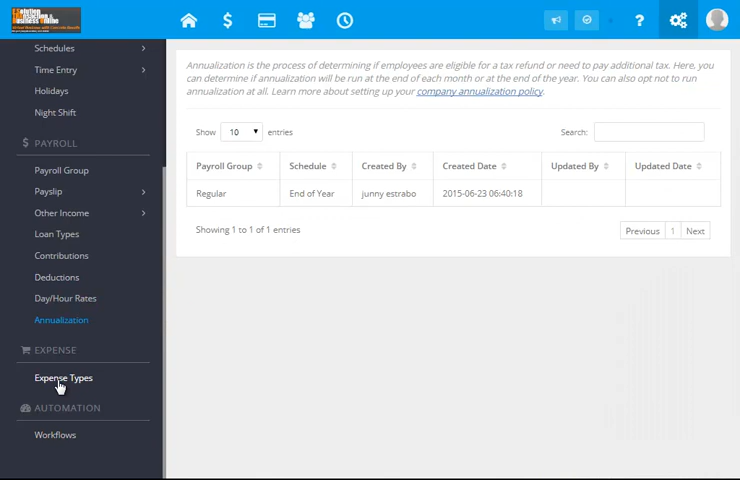 Solution
Transaction &
Business Online
?
Schedules
Time Entry
Holidays
Night Shift
PAYROLL
Payroll Group
Payslip
Other Income
Loan Types
Contributions
Deductions
Day/Hour Rates
Annualization
EXPENSE
Expense Types
AUTOMATION
Workflows
Annualization is the process of determining if employees are eligible for a tax refund or need to pay additional tax. Here, you
can determine if annualization will be run at the end of each month or at the end of the year. You can also opt not to run
annualization at all. Learn more about setting up your company annualization policy.
Show 10 entries Search:
Payroll Group Schedule Created By Created Date Updated By Updated Date
Regular End of Year junny estrabo 2015-06-23 06:40:18
Showing 1 to 1 of 1 entries Previous 1 Next